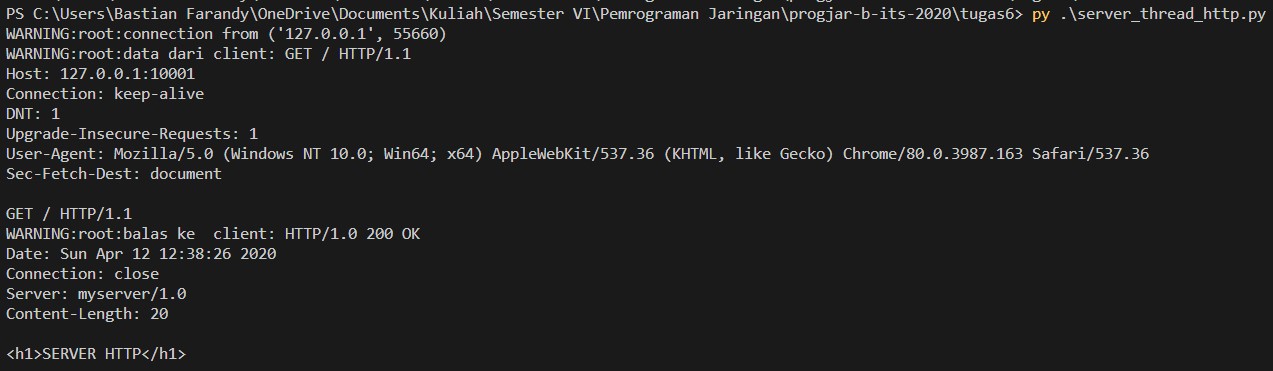 PS C:\Users\Bastian Farandy\OneDrive\Documents\Kuliah\Semester VI\Pemrograman Jaringan\progjar-b-its-2020\tugas6> py .\server_thread_http.py
WARNING:root:connection from ('127.0.0.1', 55660)
WARNING:root:data dari client: GET / HTTP/1.1
Host: 127.0.0.1:10001
Connection: keep-alive
DNT: 1
Upgrade-Insecure-Requests: 1
User-Agent: Mozilla/5.0 (Windows NT 10.0; Win64; x64) AppleWebKit/537.36 (KHTML, like Gecko) Chrome/80.0.3987.163 Safari/537.36
Sec-Fetch-Dest: document

GET / HTTP/1.1
WARNING:root:balas ke  client: HTTP/1.0 200 OK
Date: Sun Apr 12 12:38:26 2020
Connection: close
Server: myserver/1.0
Content-Length: 20

<h1>SERVER HTTP</h1>